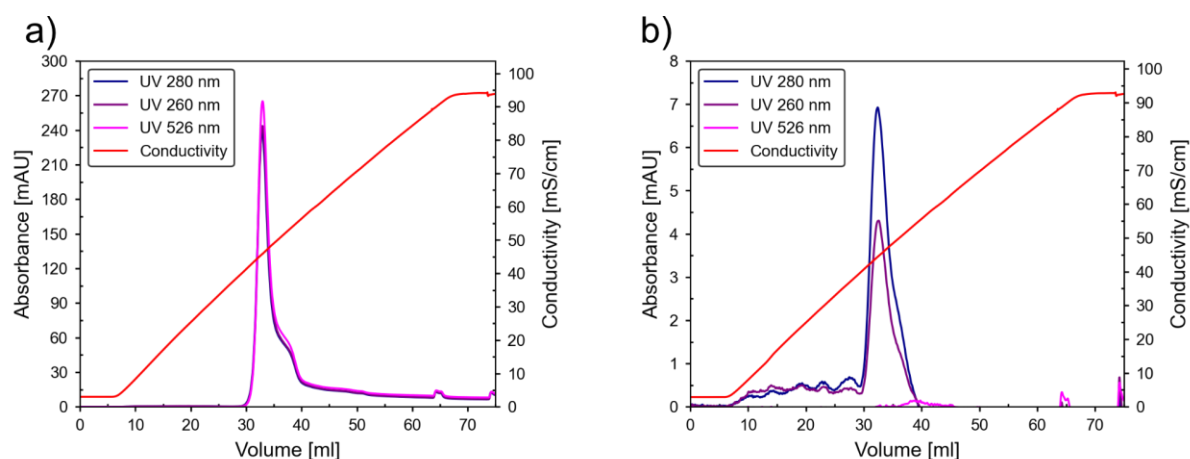 a)
300
270
240
210
180
150
120
90
60
30
0
Absorbance [mAU]
UV 280 nm
UV 260 nm
UV 526 nm
Conductivity
100
90
80
70
60
50
40
30
20
10
0
Conductivity [mS/cm]
0 10 20 30 40 50 60 70
Volume [ml]
b)
8
7
6
5
4
3
2
1
0
Absorbance [mAU]
UV 280 nm
UV 260 nm
UV 526 nm
Conductivity
100
90
80
70
60
50
40
30
20
10
0
Conductivity [mS/cm]
0 10 20 30 40 50 60 70
Volume [ml]